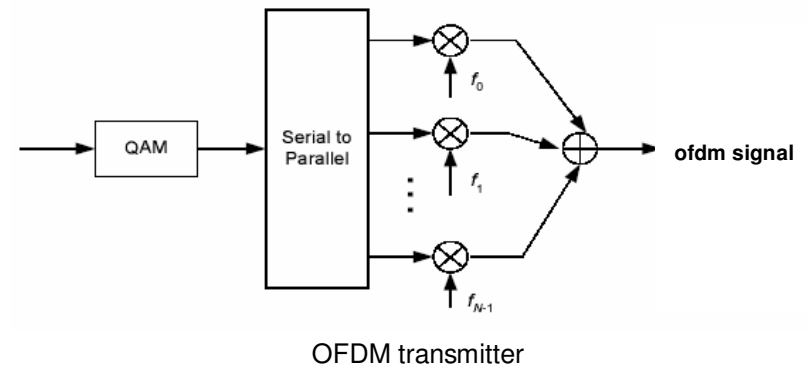 f0
QAM
Serial to
Parallel
f1
ofdm signal
fN-1
OFDM transmitter